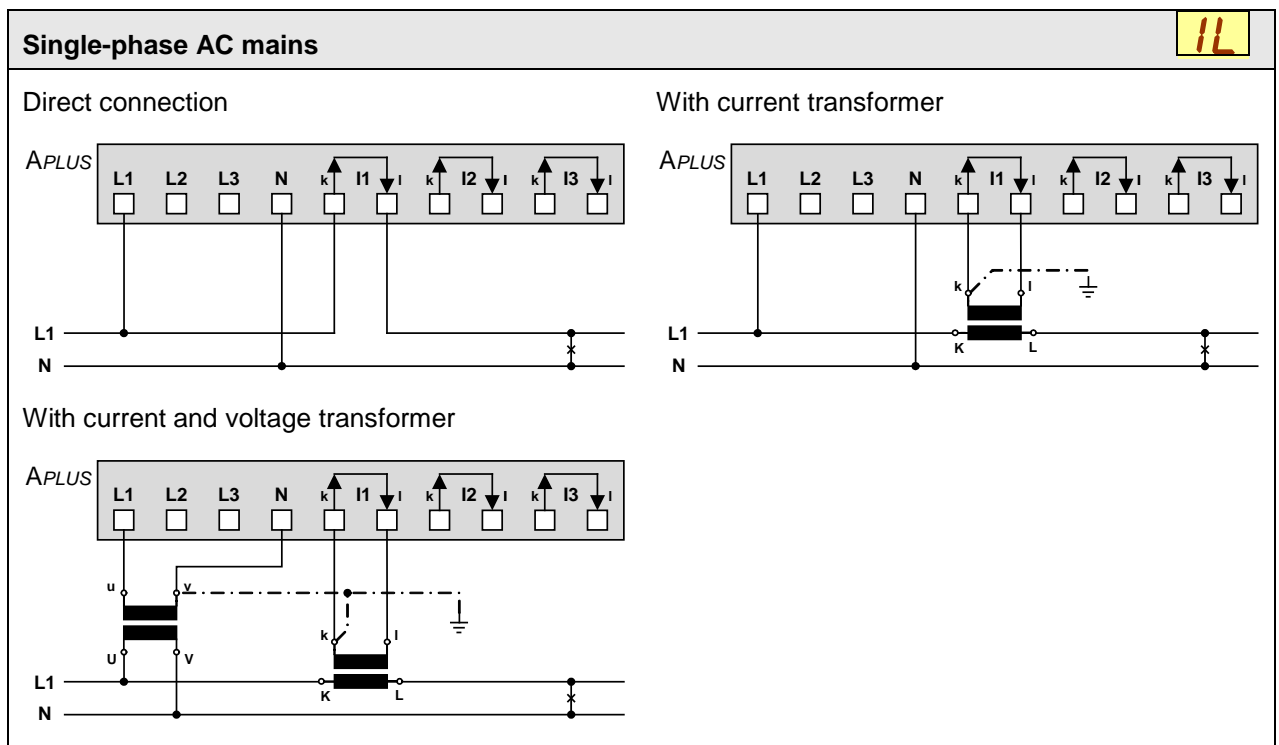 Single-phase AC mains 1L
Direct connection
APLUS
L1 L2 L3 N k I1 l k I2 l k I3 l
L1
N
With current transformer
APLUS
L1 L2 L3 N k I1 l k I2 l k I3 l
k l
L1
K L
N
With current and voltage transformer
APLUS
L1 L2 L3 N k I1 l k I2 l k I3 l
u v
k l
U V
L1
K L
N